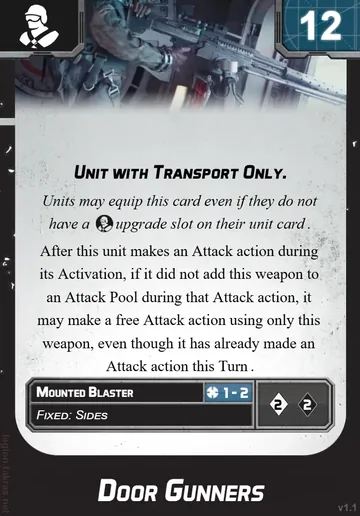 12
UNIT WITH TRANSPORT ONLY.
Units may equip this card even if they do not
have a upgrade slot on their unit card.
After this unit makes an Attack action during
its Activation, if it did not add this weapon to
an Attack Pool during that Attack action, it
may make a free Attack action using only this
weapon, even though it has already made an
Attack action this Turn.
MOUNTED BLASTER 1 - 2
FIXED: SIDES
2 2
DOOR GUNNERS
legion.takras.net
v1.1